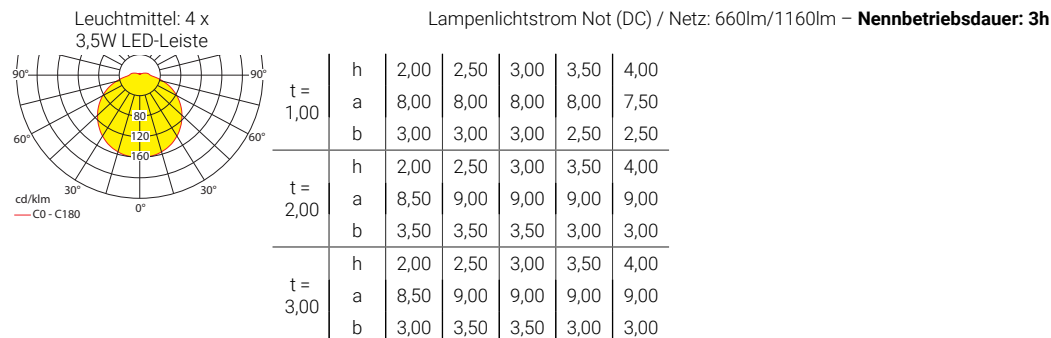 Leuchtmittel: 4 x
3,5W LED-Leiste
Lampenlichtstrom Not (DC) / Netz: 660lm/1160lm – Nennbetriebsdauer: 3h
90° 90°
80
120
160
60° 60°
30° 30°
0°
cd/klm
C0 - C180
t = 1,00
h 2,00 2,50 3,00 3,50 4,00
a 8,00 8,00 8,00 8,00 7,50
b 3,00 3,00 3,00 2,50 2,50
t = 2,00
h 2,00 2,50 3,00 3,50 4,00
a 8,50 9,00 9,00 9,00 9,00
b 3,50 3,50 3,50 3,00 3,00
t = 3,00
h 2,00 2,50 3,00 3,50 4,00
a 8,50 9,00 9,00 9,00 9,00
b 3,00 3,50 3,50 3,00 3,00